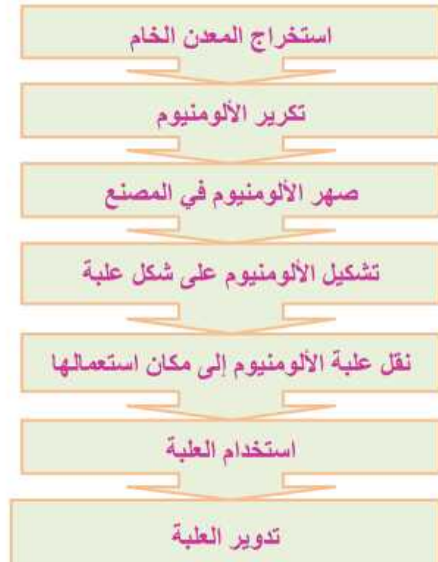 استخراج المعدن الخام
تكرير الألومنيوم
صهر الألومنيوم في المصنع
تشكيل الألومنيوم على شكل علبة
نقل علبة الألومنيوم إلى مكان استعمالها
استخدام العلبة
تدوير العلبة